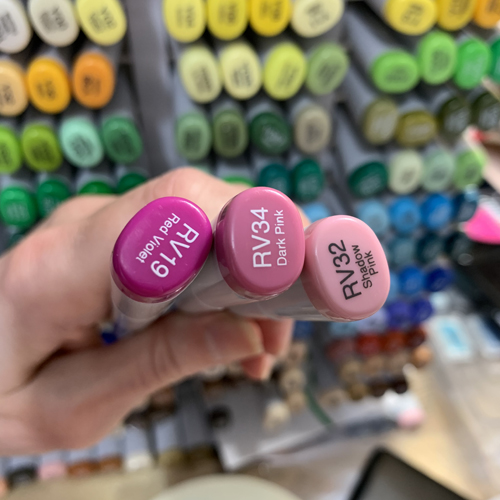 RV19
Red Violet
RV34
Dark Pink
RV32
Shadow
Pink